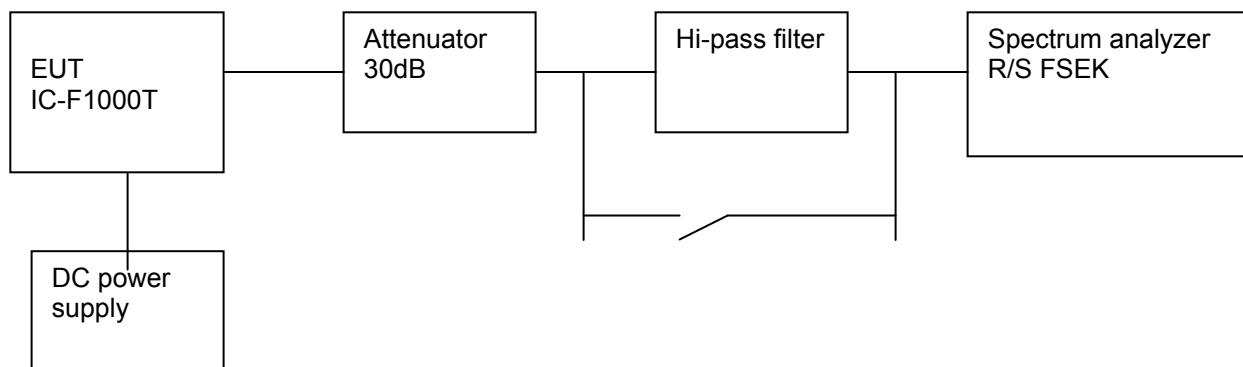 EUT
IC-F1000T
Attenuator
30dB
Hi-pass filter
Spectrum analyzer
R/S FSEK
DC power
supply